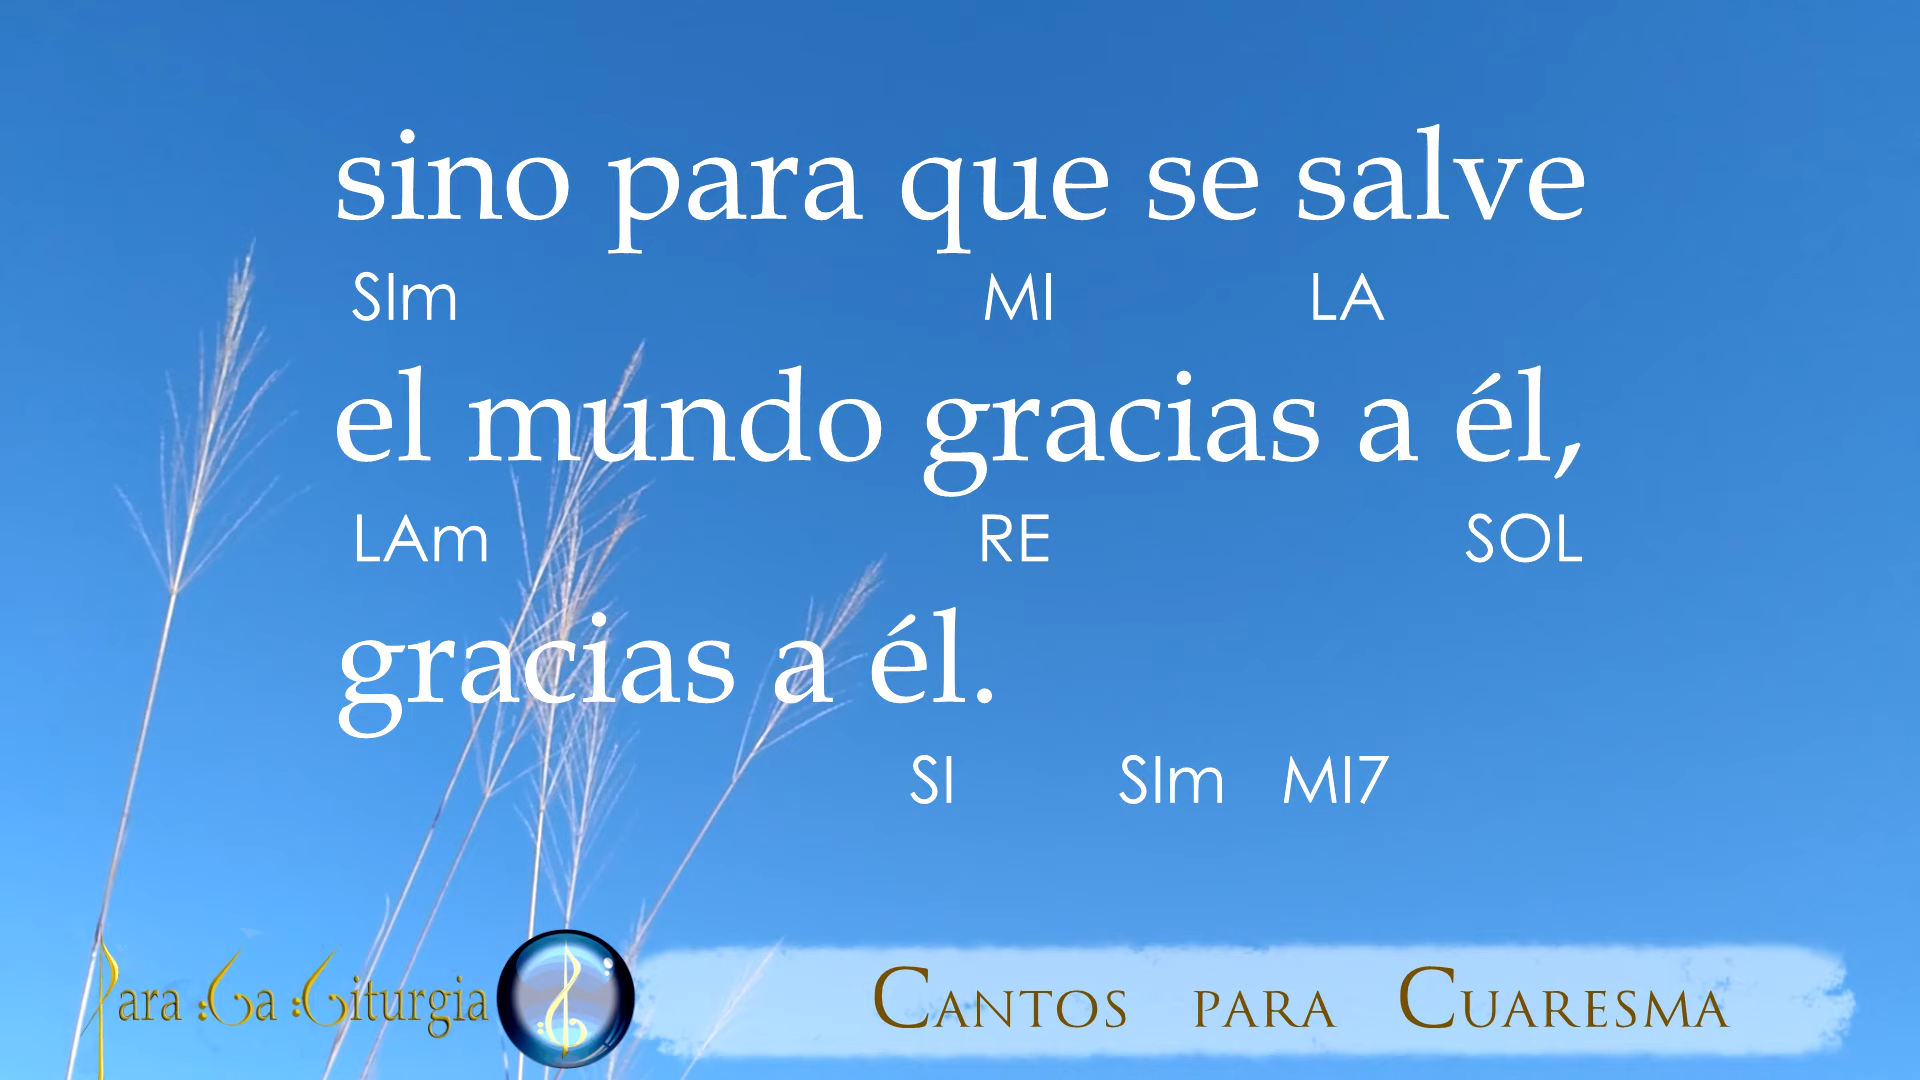 sino para que se salve
SIm MI LA
el mundo gracias a él,
LAm RE SOL
gracias a él.
SI SIm MI7
Para La Liturgia
Cantos para Cuaresma